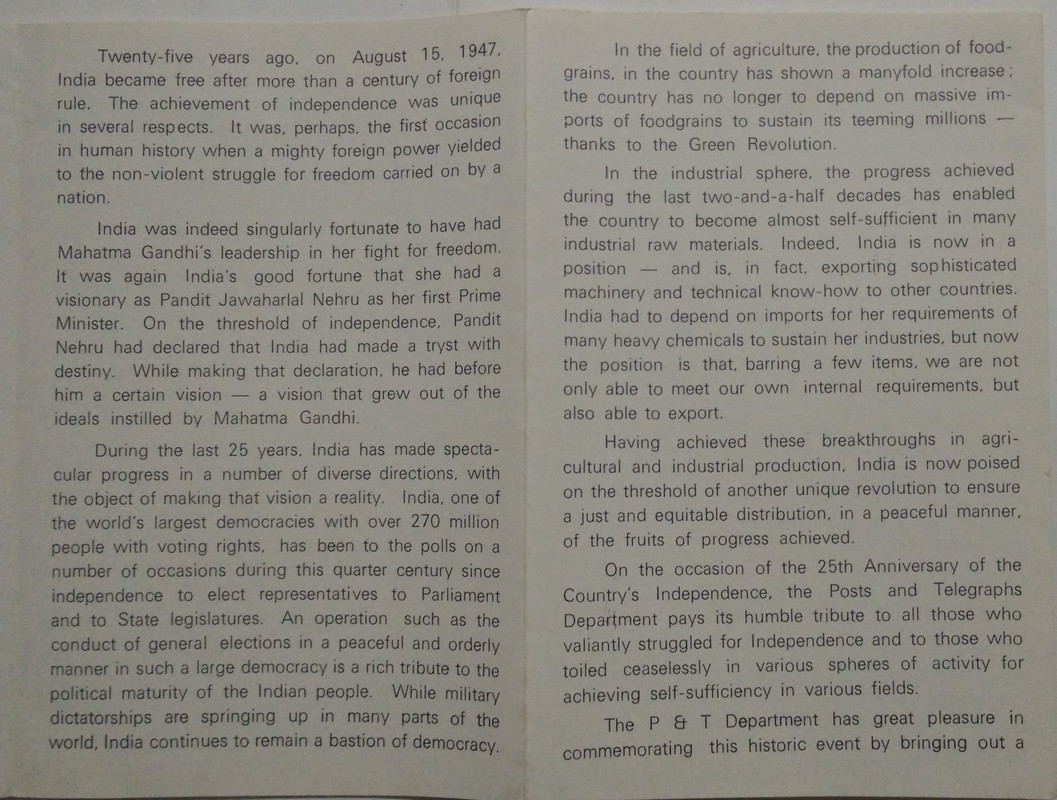 Twenty-five years ago, on August 15, 1947,
India became free after more than a century of foreign
rule. The achievement of independence was unique
in several respects. It was, perhaps, the first occasion
in human history when a mighty foreign power yielded
to the non-violent struggle for freedom carried on by a
nation.
India was indeed singularly fortunate to have had
Mahatma Gandhi's leadership in her fight for freedom.
It was again India's good fortune that she had a
visionary as Pandit Jawaharlal Nehru as her first Prime
Minister. On the threshold of independence, Pandit
Nehru had declared that India had made a tryst with
destiny. While making that declaration, he had before
him a certain vision — a vision that grew out of the
ideals instilled by Mahatma Gandhi.
During the last 25 years, India has made specta-
cular progress in a number of diverse directions, with
the object of making that vision a reality. India, one of
the world's largest democracies with over 270 million
people with voting rights, has been to the polls on a
number of occasions during this quarter century since
independence to elect representatives to Parliament
and to State legislatures. An operation such as the
conduct of general elections in a peaceful and orderly
manner in such a large democracy is a rich tribute to the
political maturity of the Indian people. While military
dictatorships are springing up in many parts of the
world, India continues to remain a bastion of democracy.
In the field of agriculture, the production of food-
grains, in the country has shown a manyfold increase;
the country has no longer to depend on massive im-
ports of foodgrains to sustain its teeming millions —
thanks to the Green Revolution.
In the industrial sphere, the progress achieved
during the last two-and-a-half decades has enabled
the country to become almost self-sufficient in many
industrial raw materials. Indeed, India is now in a
position — and is, in fact, exporting sophisticated
machinery and technical know-how to other countries.
India had to depend on imports for her requirements of
many heavy chemicals to sustain her industries, but now
the position is that, barring a few items, we are not
only able to meet our own internal requirements, but
also able to export.
Having achieved these breakthroughs in agri-
cultural and industrial production, India is now poised
on the threshold of another unique revolution to ensure
a just and equitable distribution, in a peaceful manner,
of the fruits of progress achieved.
On the occasion of the 25th Anniversary of the
Country's Independence, the Posts and Telegraphs
Department pays its humble tribute to all those who
valiantly struggled for Independence and to those who
toiled ceaselessly in various spheres of activity for
achieving self-sufficiency in various fields.
The P & T Department has great pleasure in
commemorating this historic event by bringing out a